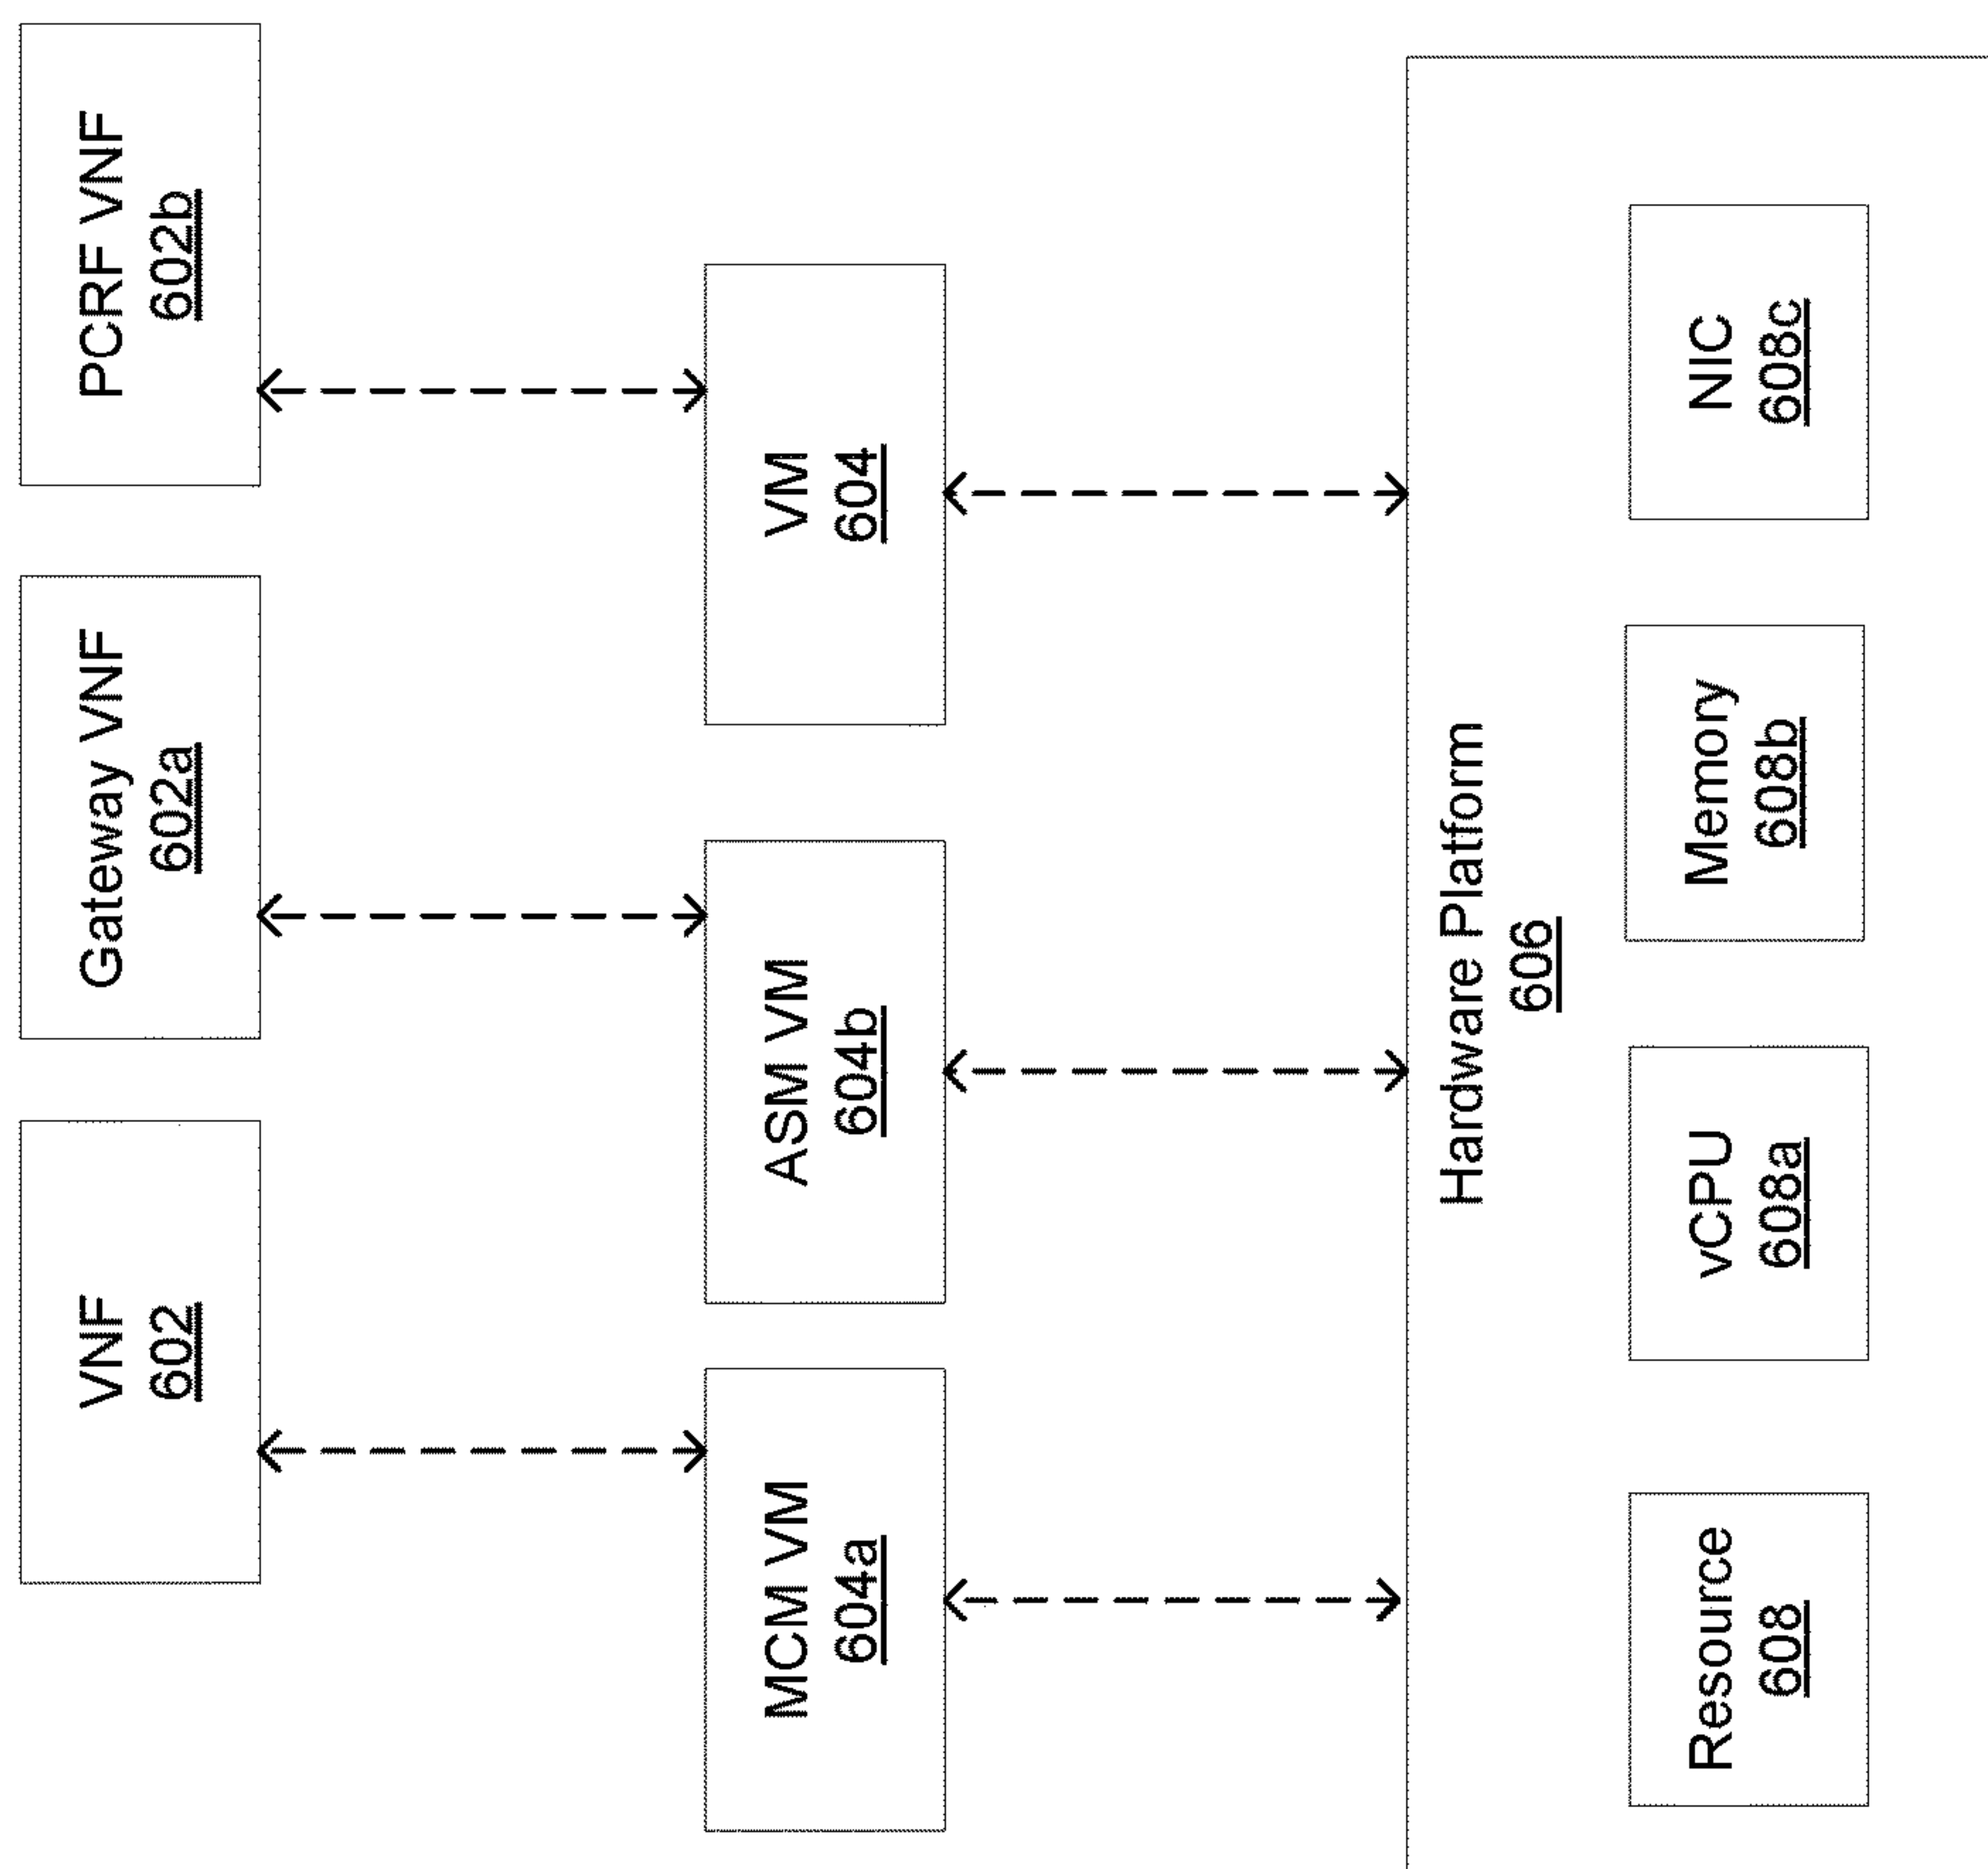 VNF
602
Gateway VNF
602a
PCRF VNF
602b
MCM VM
604a
ASM VM
604b
VM
604
Hardware Platform
606
Resource
608
vCPU
608a
Memory
608b
NIC
608c